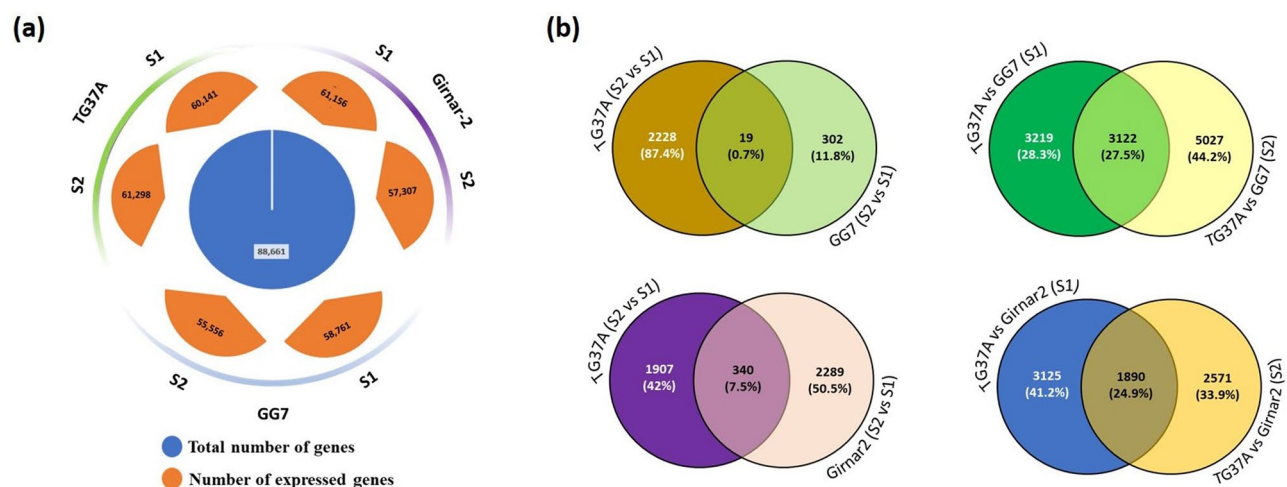 (a)
S1
S1
TG37A
Girnar-2
60,141
61,156
S2
S2
61,298
57,307
88,661
55,556
58,761
S2
S1
GG7
Total number of genes
Number of expressed genes
(b)
TG37A (S2 vs S1)
2228
(87.4%)
19
(0.7%)
302
(11.8%)
GG7 (S2 vs S1)
TG37A vs GG7 (S1)
3219
(28.3%)
3122
(27.5%)
5027
(44.2%)
TG37A vs GG7 (S2)
TG37A (S2 vs S1)
1907
(42%)
340
(7.5%)
2289
(50.5%)
Girnar2 (S2 vs S1)
TG37A vs Girnar2 (S1)
3125
(41.2%)
1890
(24.9%)
2571
(33.9%)
TG37A vs Girnar2 (S2)